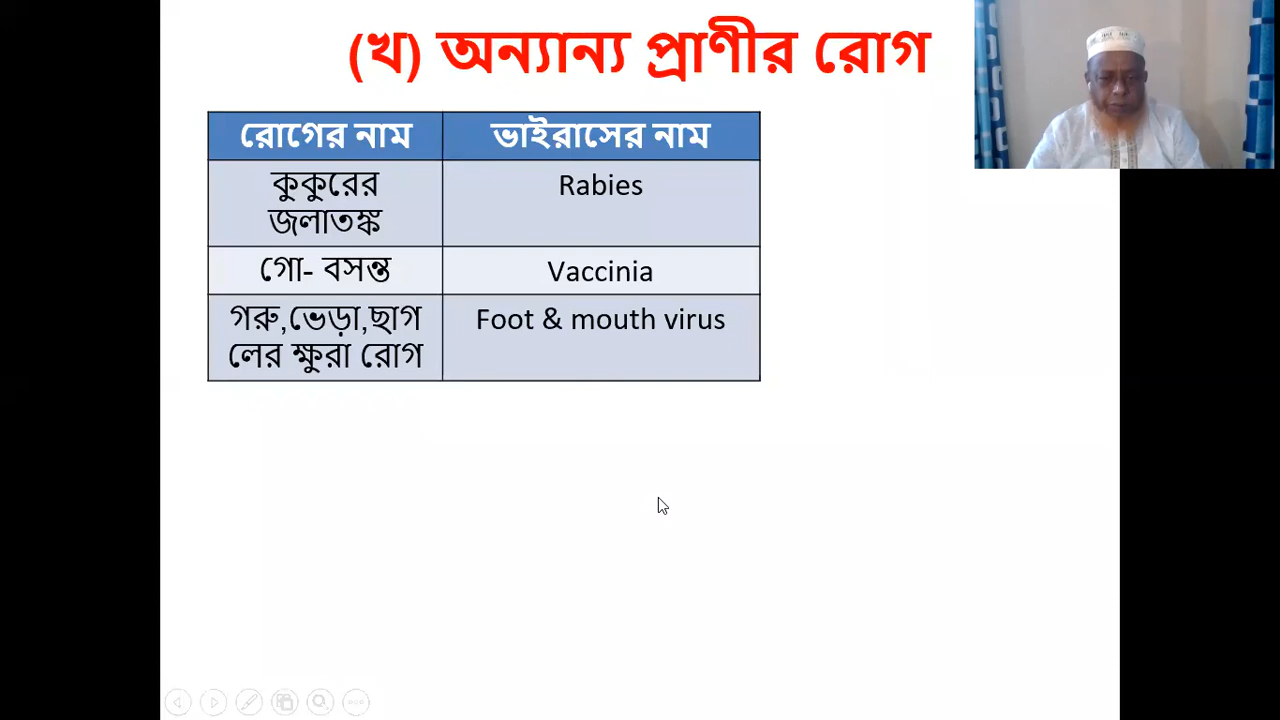 (খ) অন্যান্য প্রাণীর রোগ
রোগের নাম
ভাইরাসের নাম
কুকুরের
জলাতঙ্ক
Rabies
গো- বসন্ত
Vaccinia
গরু,ভেড়া,ছাগ
লের ক্ষুরা রোগ
Foot & mouth virus